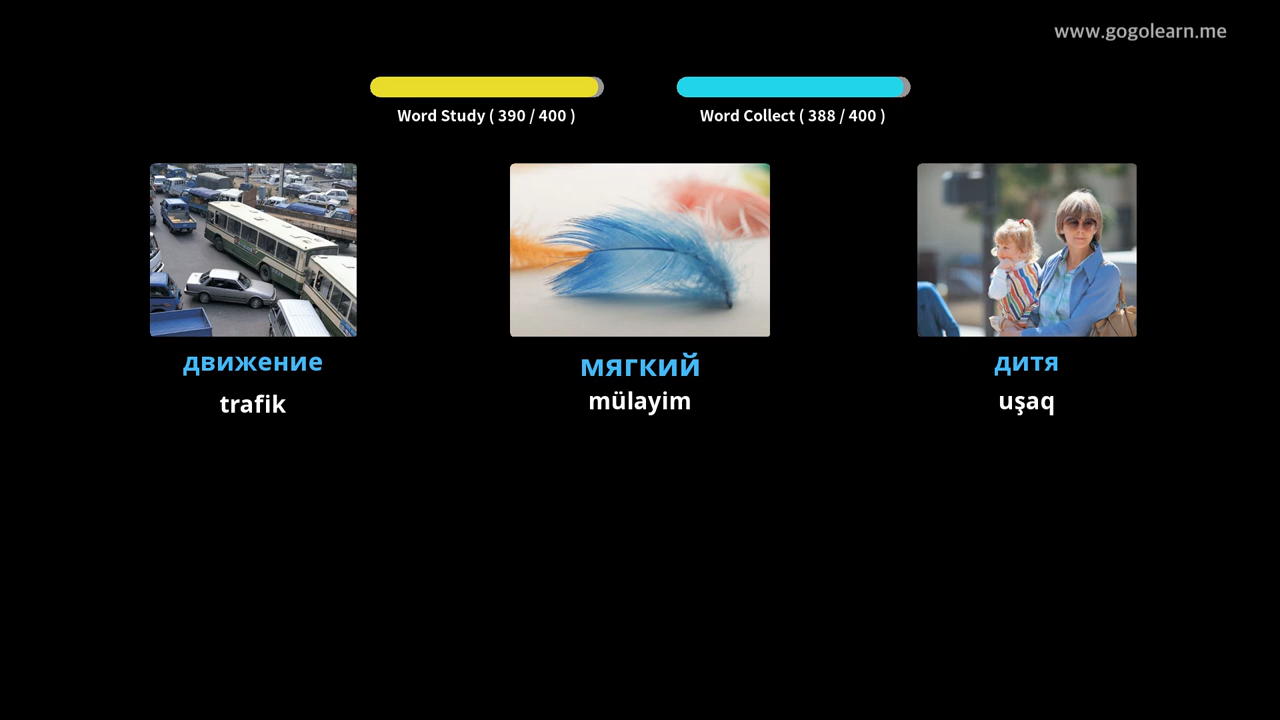 www.gogolearn.me
Word Study ( 390 / 400 )
Word Collect ( 388 / 400 )
движение
мягкий
дитя
trafik
mülayim
uşaq